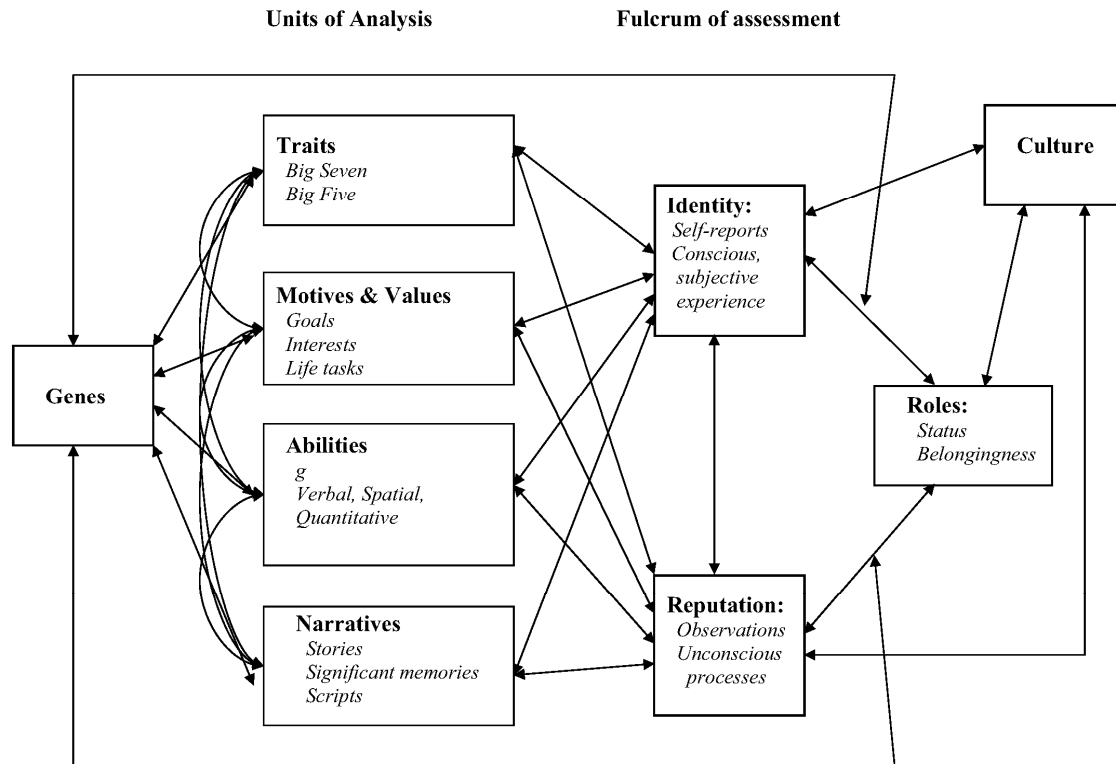 Units of Analysis
Fulcrum of assessment
Genes
Traits
Big Seven
Big Five
Motives & Values
Goals
Interests
Life tasks
Abilities
g
Verbal, Spatial,
Quantitative
Narratives
Stories
Significant memories
Scripts
Identity:
Self-reports
Conscious,
subjective
experience
Reputation:
Observations
Unconscious
processes
Culture
Roles:
Status
Belongingness